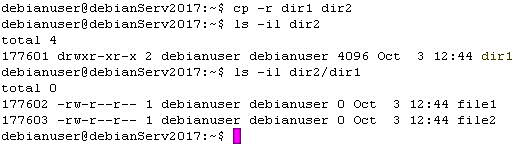 debianuser@debianServ2017:~$ cp -r dir1 dir2
debianuser@debianServ2017:~$ ls -il dir2
total 4
177601 drwxr-xr-x 2 debianuser debianuser 4096 Oct  3 12:44 dir1
debianuser@debianServ2017:~$ ls -il dir2/dir1
total 0
177602 -rw-r--r-- 1 debianuser debianuser 0 Oct  3 12:44 file1
177603 -rw-r--r-- 1 debianuser debianuser 0 Oct  3 12:44 file2
debianuser@debianServ2017:~$